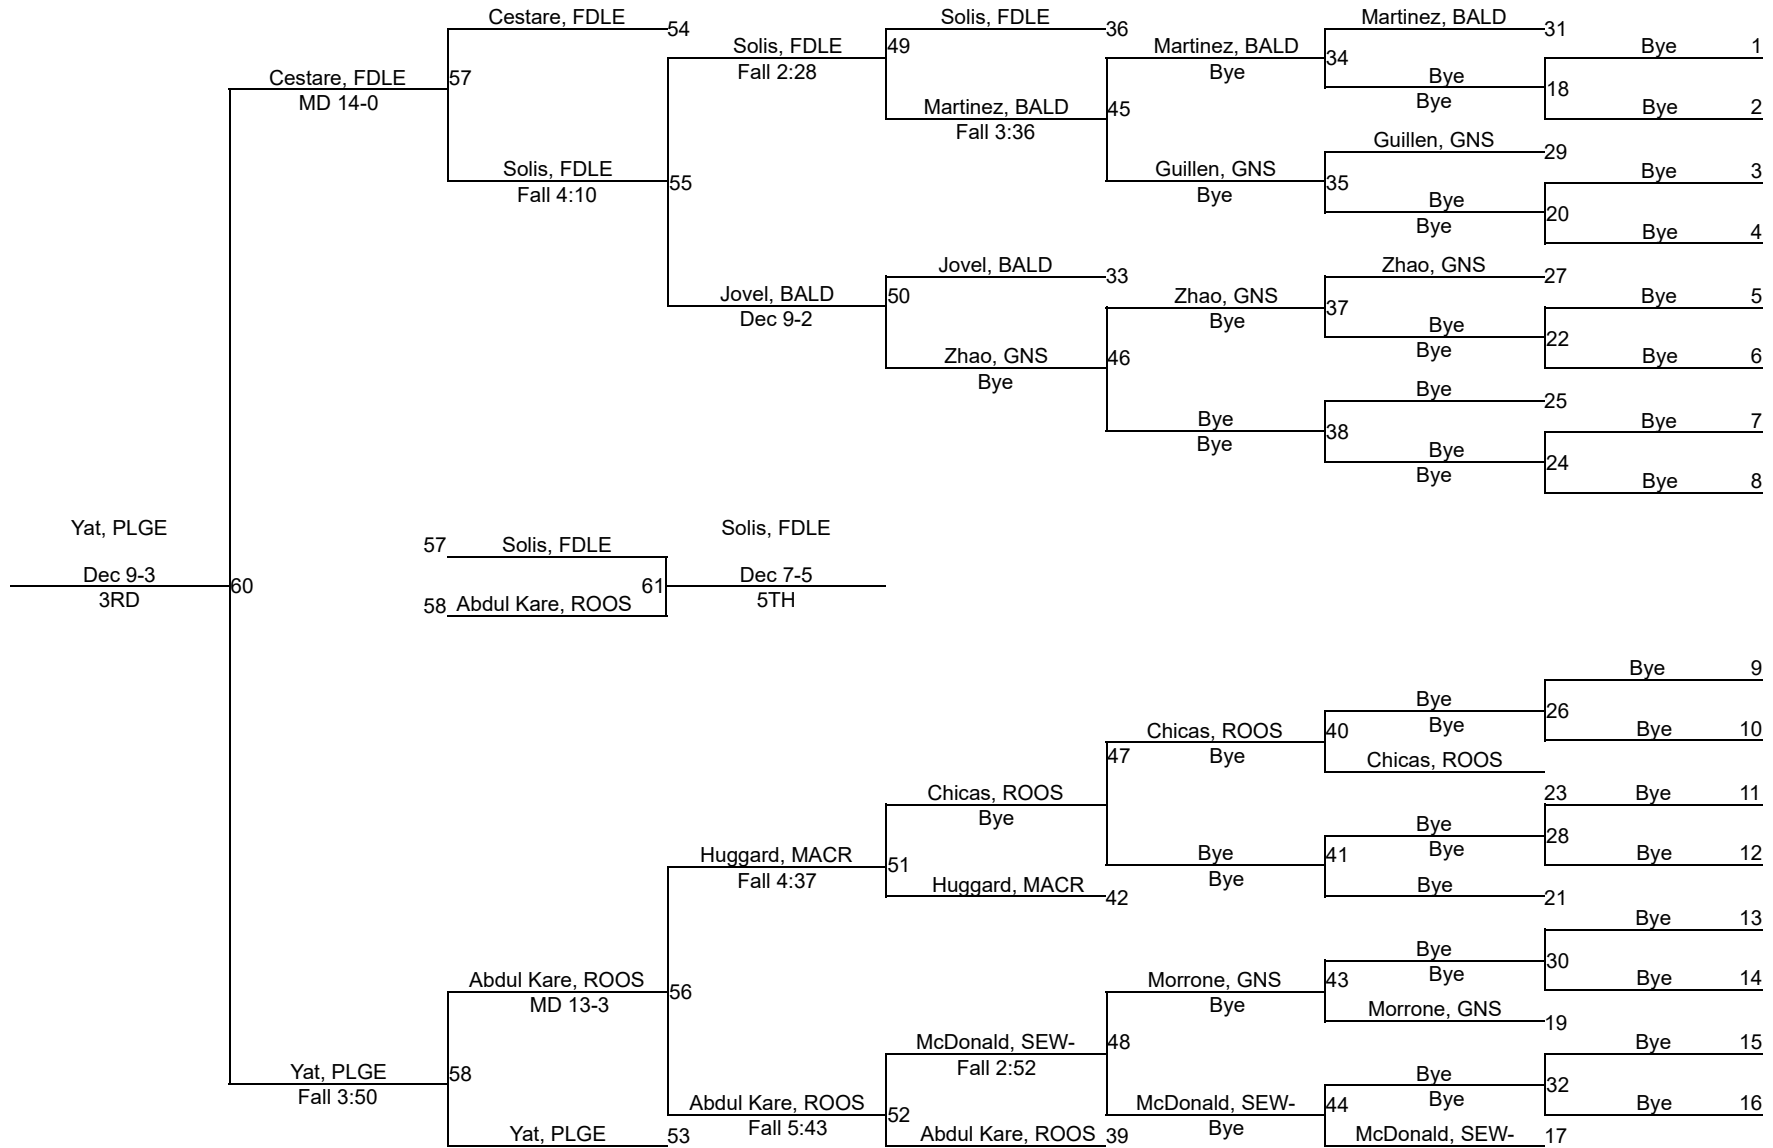 Cestare, FDLE 54 Solis, FDLE 36 Martinez, BALD 31
Solis, FDLE 49 Martinez, BALD Bye 1
Cestare, FDLE 57 Fall 2:28 Bye 34 Bye 18
MD 14-0 Martinez, BALD 45 Bye Bye 2
Fall 3:36
Guillen, GNS 29
Solis, FDLE 55 Guillen, GNS 35 Bye 3
Fall 4:10 Bye Bye 20
Bye Bye 4
Jovel, BALD 33 Zhao, GNS 27
Jovel, BALD 50 Zhao, GNS 37 Bye 5
Dec 9-2 Bye Bye 22
Zhao, GNS 46 Bye Bye 6
Bye
Bye 25
Bye 38 Bye 7
Bye Bye 24
Bye Bye 8
Yat, PLGE Solis, FDLE
57 Solis, FDLE
Dec 9-3 60 61 Dec 7-5
3RD 58 Abdul Kare, ROOS 5TH
Bye 9
Bye 26
Chicas, ROOS 40 Bye Bye 10
47 Bye
Chicas, ROOS
Chicas, ROOS 23 Bye 11
Bye Bye 28
Huggard, MACR 51 Bye 41 Bye Bye 12
Fall 4:37 Bye
Huggard, MACR 42 Bye 21
Bye 13
Bye 30
Abdul Kare, ROOS 56 Morrone, GNS 43 Bye Bye 14
MD 13-3 Bye
Morrone, GNS 19
McDonald, SEW- 48 Bye 15
Yat, PLGE 58 Fall 2:52 Bye 32
Fall 3:50 Abdul Kare, ROOS 52 McDonald, SEW- 44 Bye Bye 16
Fall 5:43 Bye
Yat, PLGE 53 Abdul Kare, ROOS 39 McDonald, SEW- 17